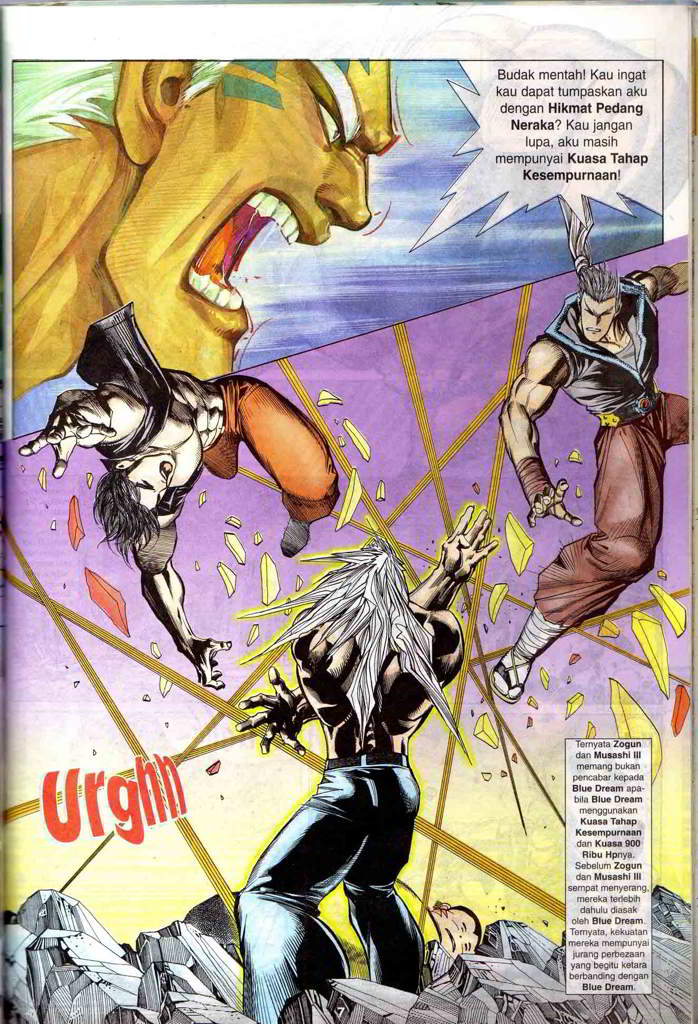 Budak mentah! Kau ingat
kau dapat tumpaskan aku
dengan Hikmat Pedang
Neraka? Kau jangan
lupa, aku masih
mempunyai Kuasa Tahap
Kesempurnaan!
Urghh
Ternyata Zogun
dan Musashi III
memang bukan
pencabar kepada
Blue Dream apa-
bila Blue Dream
menggunakan
Kuasa Tahap
Kesempurnaan
dan Kuasa 900
Ribu Hpnya.
Sebelum Zogun
dan Musashi III
sempat menyerang,
mereka terlebih
dahulu diasak
oleh Blue Dream.
Ternyata, kekuatan
mereka mempunyai
jurang perbezaan
yang begitu ketara
berbanding dengan
Blue Dream.
7